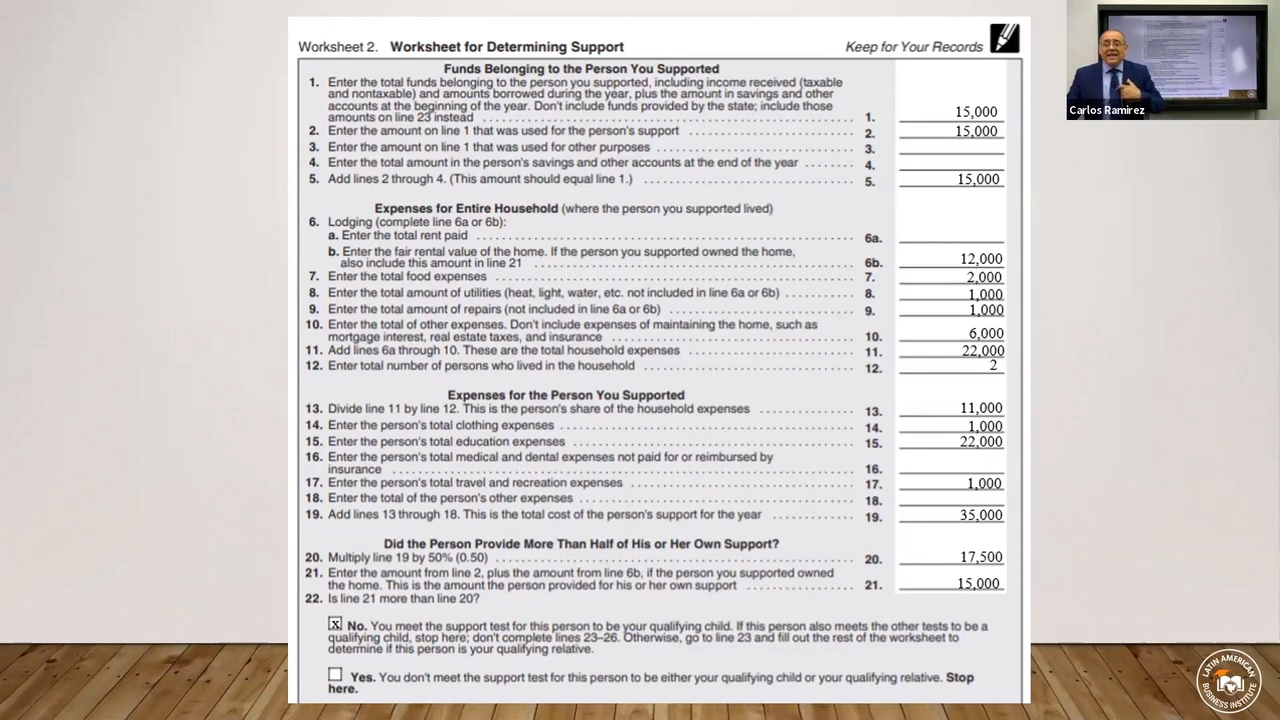 Worksheet 2. Worksheet for Determining Support Keep for Your Records
Funds Belonging to the Person You Supported
1. Enter the total funds belonging to the person you supported, including income received (taxable
and nontaxable) and amounts borrowed during the year, plus the amount in savings and other
accounts at the beginning of the year. Don't include funds provided by the state; include those
amounts on line 23 instead 1. 15,000
2. Enter the amount on line 1 that was used for the person's support 2. 15,000
3. Enter the amount on line 1 that was used for other purposes 3.
4. Enter the total amount in the person's savings and other accounts at the end of the year 4.
5. Add lines 2 through 4. (This amount should equal line 1.) 5. 15,000
Expenses for Entire Household (where the person you supported lived)
6. Lodging (complete line 6a or 6b):
a. Enter the total rent paid 6a.
b. Enter the fair rental value of the home. If the person you supported owned the home,
also include this amount in line 21 6b. 12,000
7. Enter the total food expenses 7. 2,000
8. Enter the total amount of utilities (heat, light, water, etc. not included in line 6a or 6b) 8. 1,000
9. Enter the total amount of repairs (not included in line 6a or 6b) 9. 1,000
10. Enter the total of other expenses. Don't include expenses of maintaining the home, such as
mortgage interest, real estate taxes, and insurance 10. 6,000
11. Add lines 6a through 10. These are the total household expenses 11. 22,000
12. Enter total number of persons who lived in the household 12. 2
Expenses for the Person You Supported
13. Divide line 11 by line 12. This is the person's share of the household expenses 13. 11,000
14. Enter the person's total clothing expenses 14. 1,000
15. Enter the person's total education expenses 15. 22,000
16. Enter the person's total medical and dental expenses not paid for or reimbursed by
insurance 16.
17. Enter the person's total travel and recreation expenses 17. 1,000
18. Enter the total of the person's other expenses 18.
19. Add lines 13 through 18. This is the total cost of the person's support for the year 19. 35,000
Did the Person Provide More Than Half of His or Her Own Support?
20. Multiply line 19 by 50% (0.50) 20. 17,500
21. Enter the amount from line 2, plus the amount from line 6b, if the person you supported owned
the home. This is the amount the person provided for his or her own support 21. 15,000
22. Is line 21 more than line 20?
x No. You meet the support test for this person to be your qualifying child. If this person also meets the other tests to be a
qualifying child, stop here; don't complete lines 23–26. Otherwise, go to line 23 and fill out the rest of the worksheet to
determine if this person is your qualifying relative.
Yes. You don't meet the support test for this person to be either your qualifying child or your qualifying relative. Stop
here.
Carlos Ramirez
LATIN AMERICAN
BUSINESS INSTITUTE